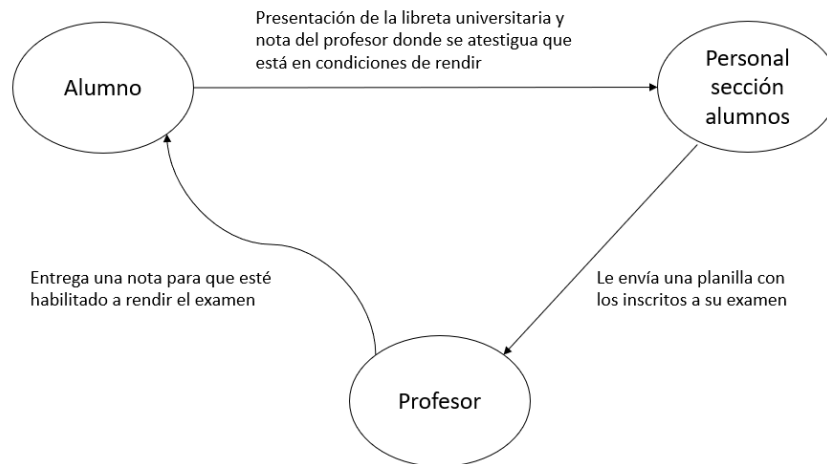 Presentación de la libreta universitaria y
nota del profesor donde se atestigua que
está en condiciones de rendir
Alumno
Personal
sección
alumnos
Entrega una nota para que esté
habilitado a rendir el examen
Le envía una planilla con
los inscritos a su examen
Profesor